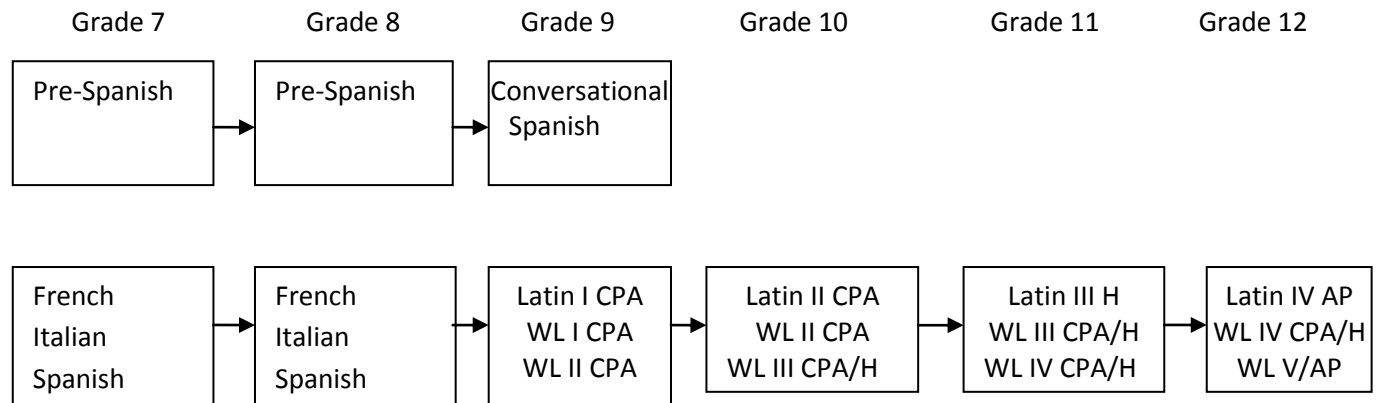 Grade 7 Grade 8 Grade 9 Grade 10 Grade 11 Grade 12
Pre-Spanish Pre-Spanish Conversational
Spanish
French French Latin I CPA Latin II CPA Latin III H Latin IV AP
Italian Italian WL I CPA WL II CPA WL III CPA/H WL IV CPA/H
Spanish Spanish WL II CPA WL III CPA/H WL IV CPA/H WL V/AP